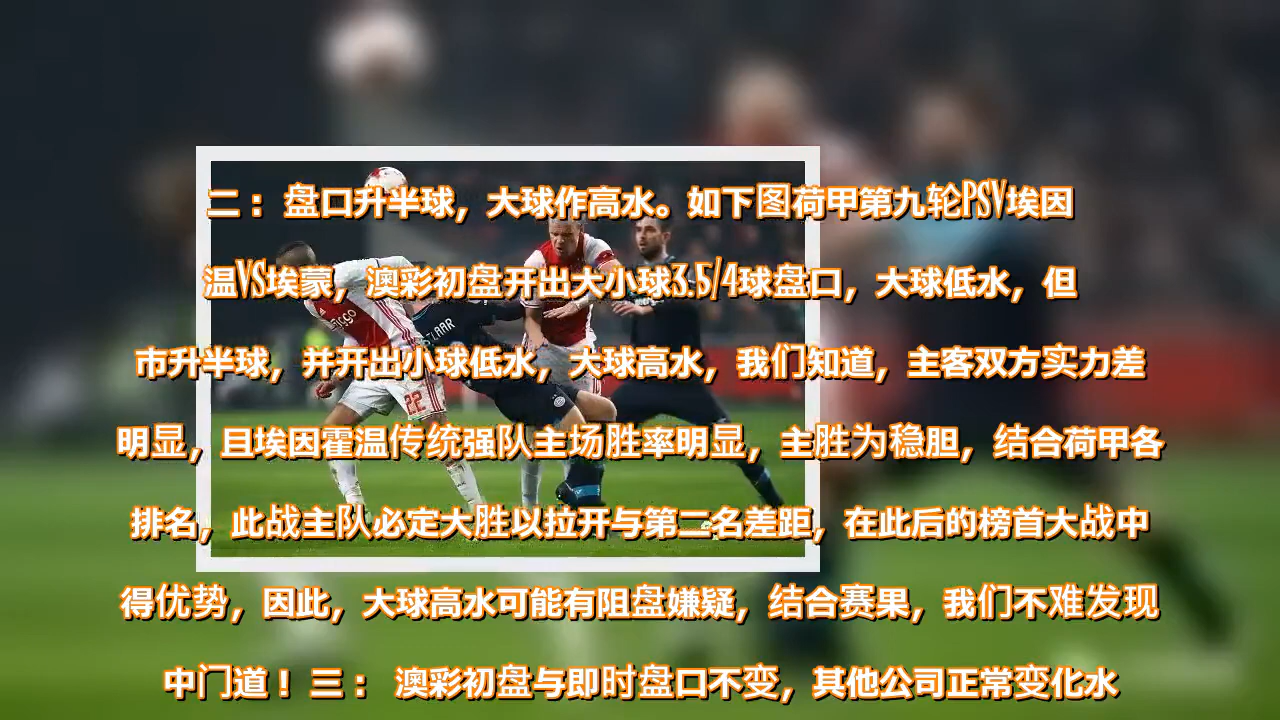 二： 盘口升半球，大球作高水。如下图荷甲第九轮PSV埃因
温VS埃蒙，澳彩初盘开出大小球3.5/4球盘口，大球低水，但
市升半球，并开出小球低水，大球高水，我们知道，主客双方实力差
明显，且埃因霍温传统强队主场胜率明显，主胜为稳胆，结合荷甲各
排名，此战主队必定大胜以拉开与第二名差距，在此后的榜首大战中
得优势，因此，大球高水可能有阻盘嫌疑，结合赛果，我们不难发现
中门道！ 三： 澳彩初盘与即时盘口不变，其他公司正常变化水
Ziggo
22